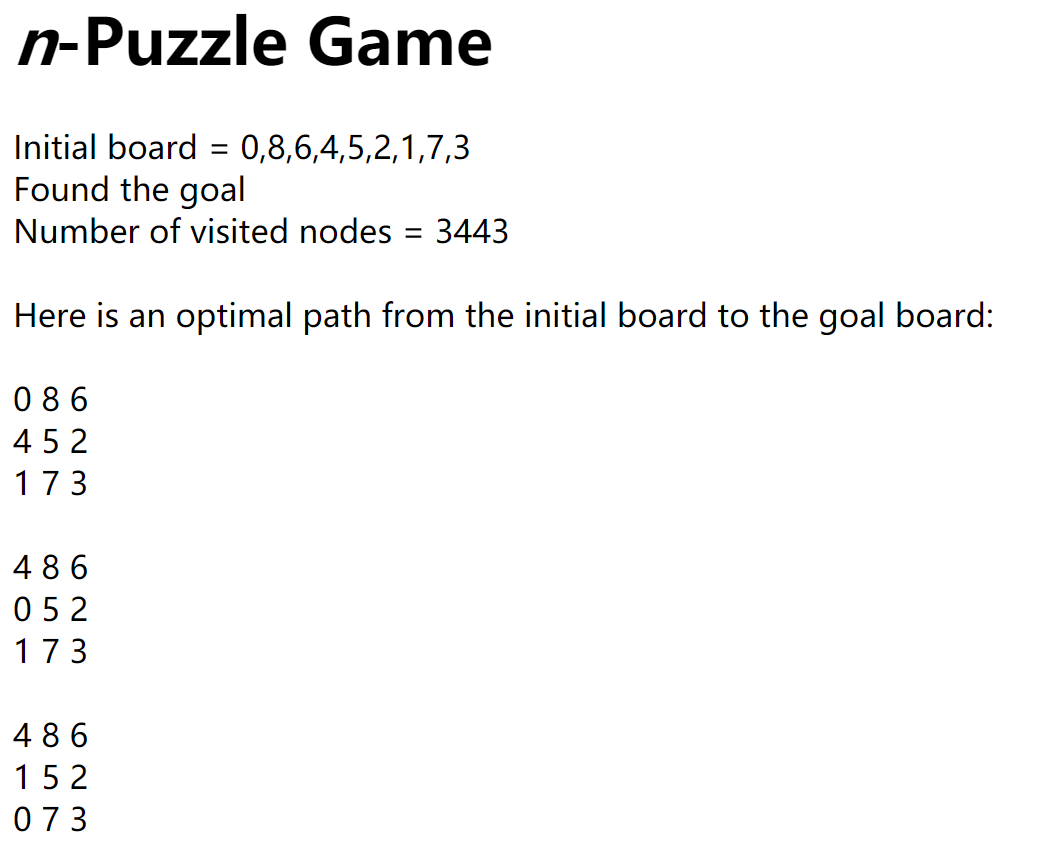 n-Puzzle Game
Initial board = 0,8,6,4,5,2,1,7,3
Found the goal
Number of visited nodes = 3443
Here is an optimal path from the initial board to the goal board:
0 8 6
4 5 2
1 7 3
4 8 6
0 5 2
1 7 3
4 8 6
1 5 2
0 7 3